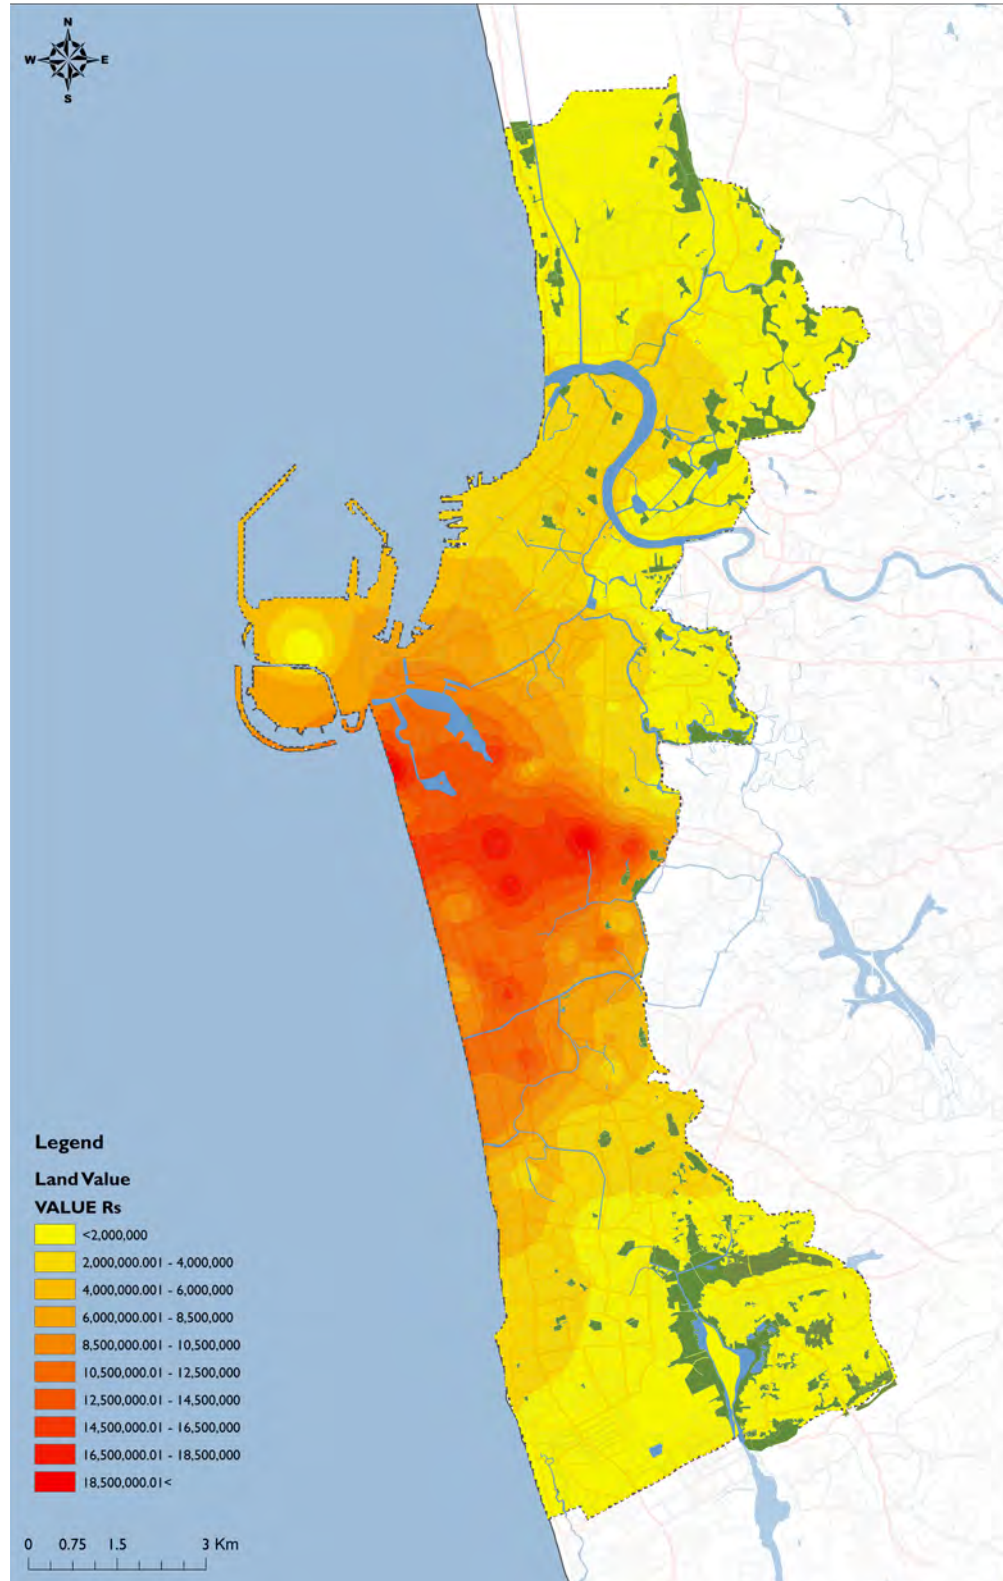 N
W E
S
Legend
Land Value
VALUE Rs
<2,000,000
2,000,000.001 - 4,000,000
4,000,000.001 - 6,000,000
6,000,000.001 - 8,500,000
8,500,000.001 - 10,500,000
10,500,000.01 - 12,500,000
12,500,000.01 - 14,500,000
14,500,000.01 - 16,500,000
16,500,000.01 - 18,500,000
18,500,000.01<
0 0.75 1.5 3 Km